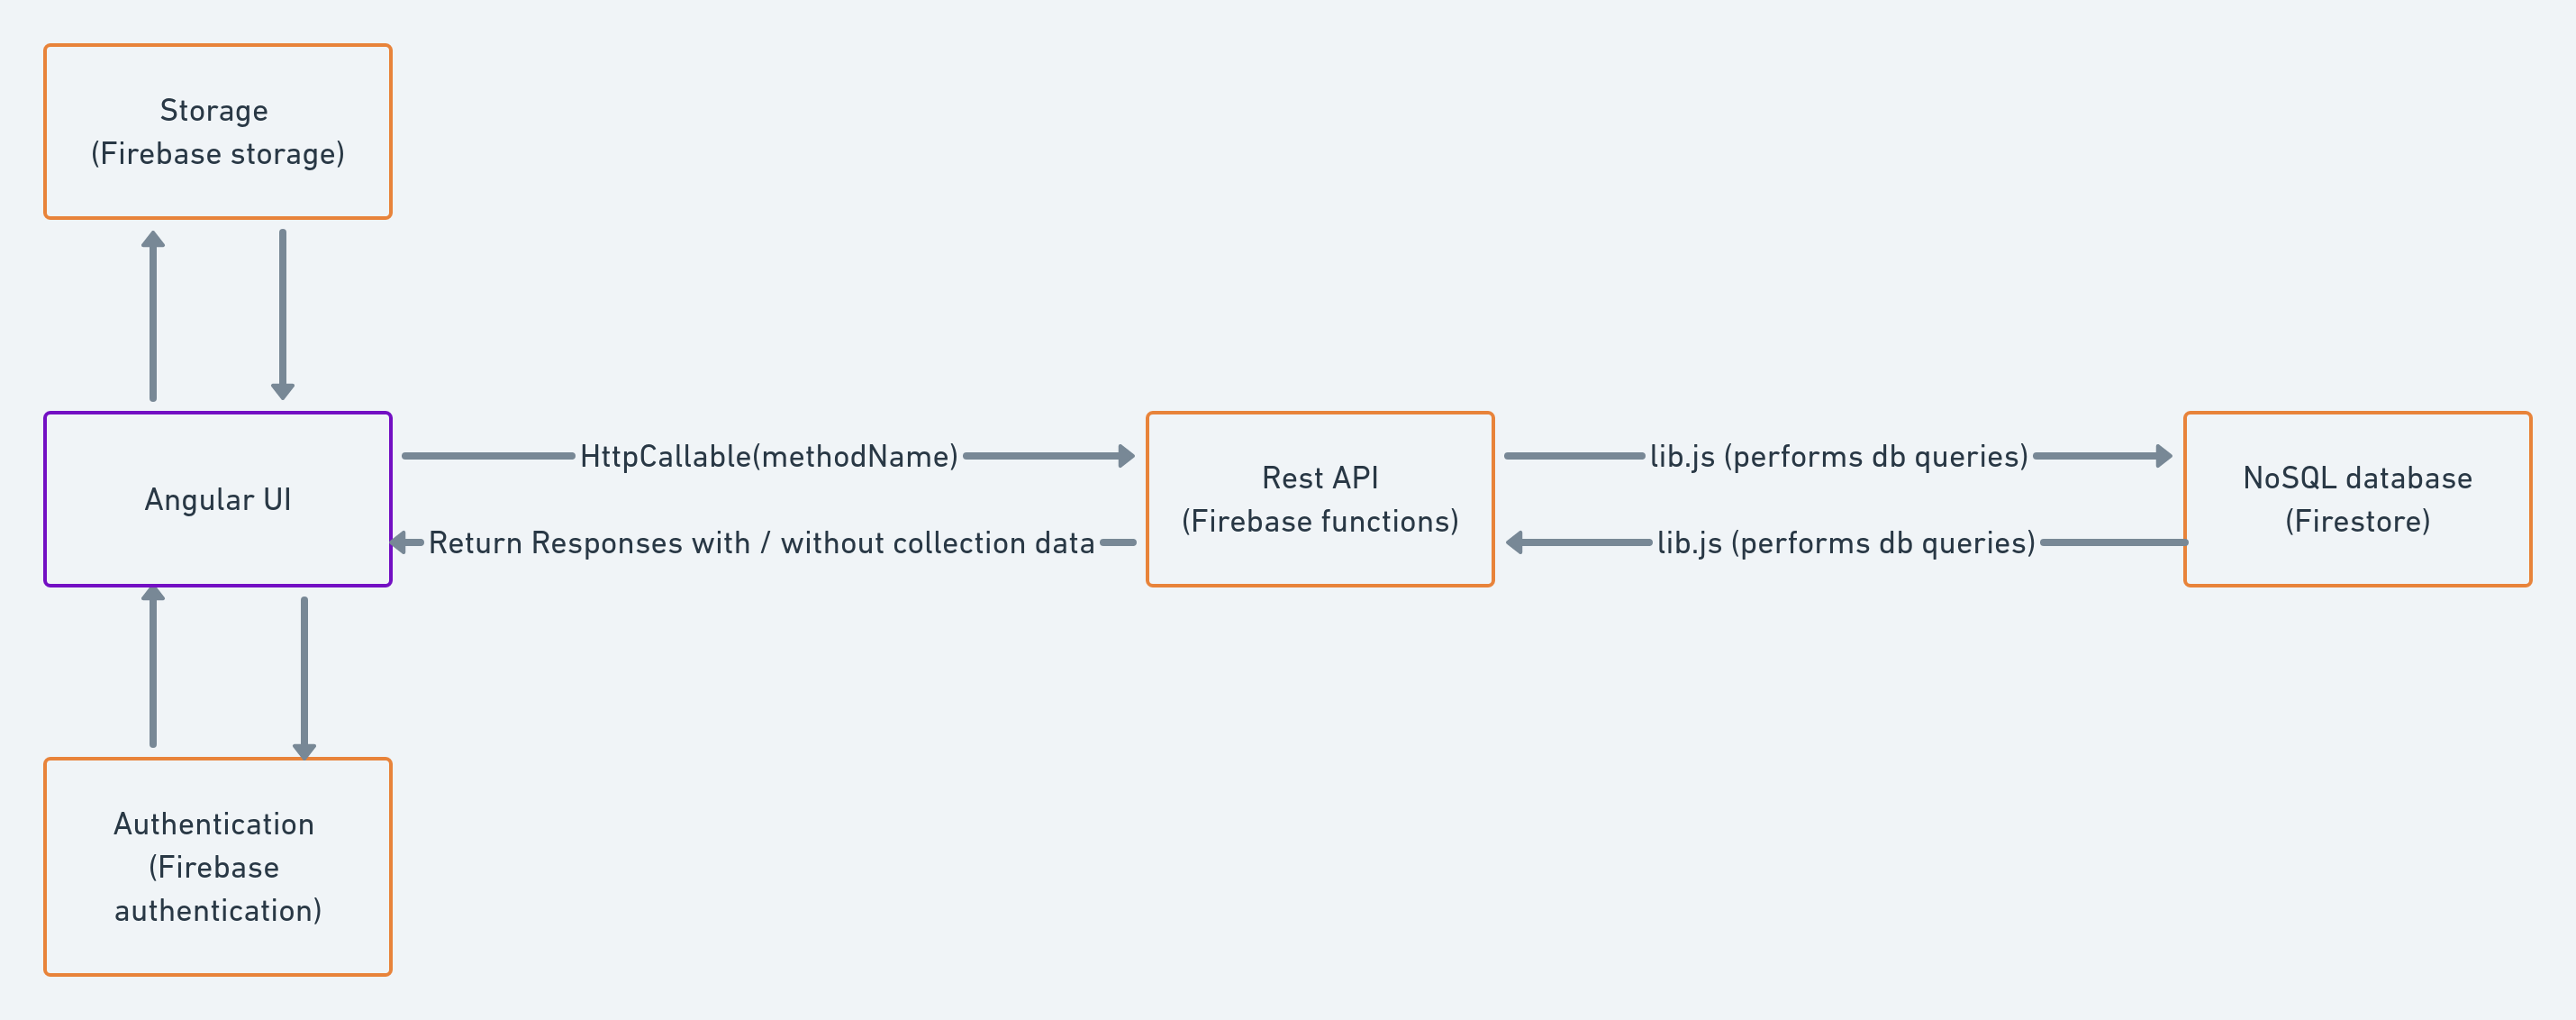 Storage
(Firebase storage)
Angular UI
HttpCallable(methodName)
Return Responses with / without collection data
Rest API
(Firebase functions)
lib.js (performs db queries)
lib.js (performs db queries)
NoSQL database
(Firestore)
Authentication
(Firebase
authentication)